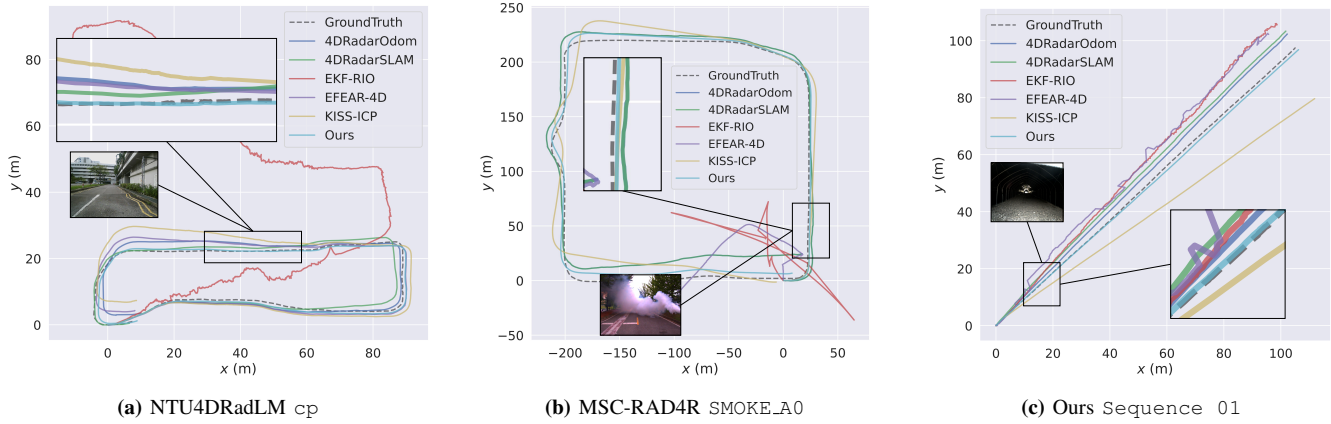 GroundTruth
4DRadarOdom
4DRadarSLAM
EKF-RIO
EFEAR-4D
KISS-ICP
Ours
80
60
40
20
0
y (m)
0
20
40
60
80
x (m)
(a) NTU4DRadLM cp
GroundTruth
4DRadarOdom
4DRadarSLAM
EKF-RIO
EFEAR-4D
KISS-ICP
Ours
250
200
150
100
50
0
−50
y (m)
−200
−150
−100
−50
0
50
x (m)
(b) MSC-RAD4R SMOKE_A0
GroundTruth
4DRadarOdom
4DRadarSLAM
EKF-RIO
EFEAR-4D
KISS-ICP
Ours
100
80
60
40
20
0
y (m)
0
20
40
60
80
100
x (m)
(c) Ours Sequence 01